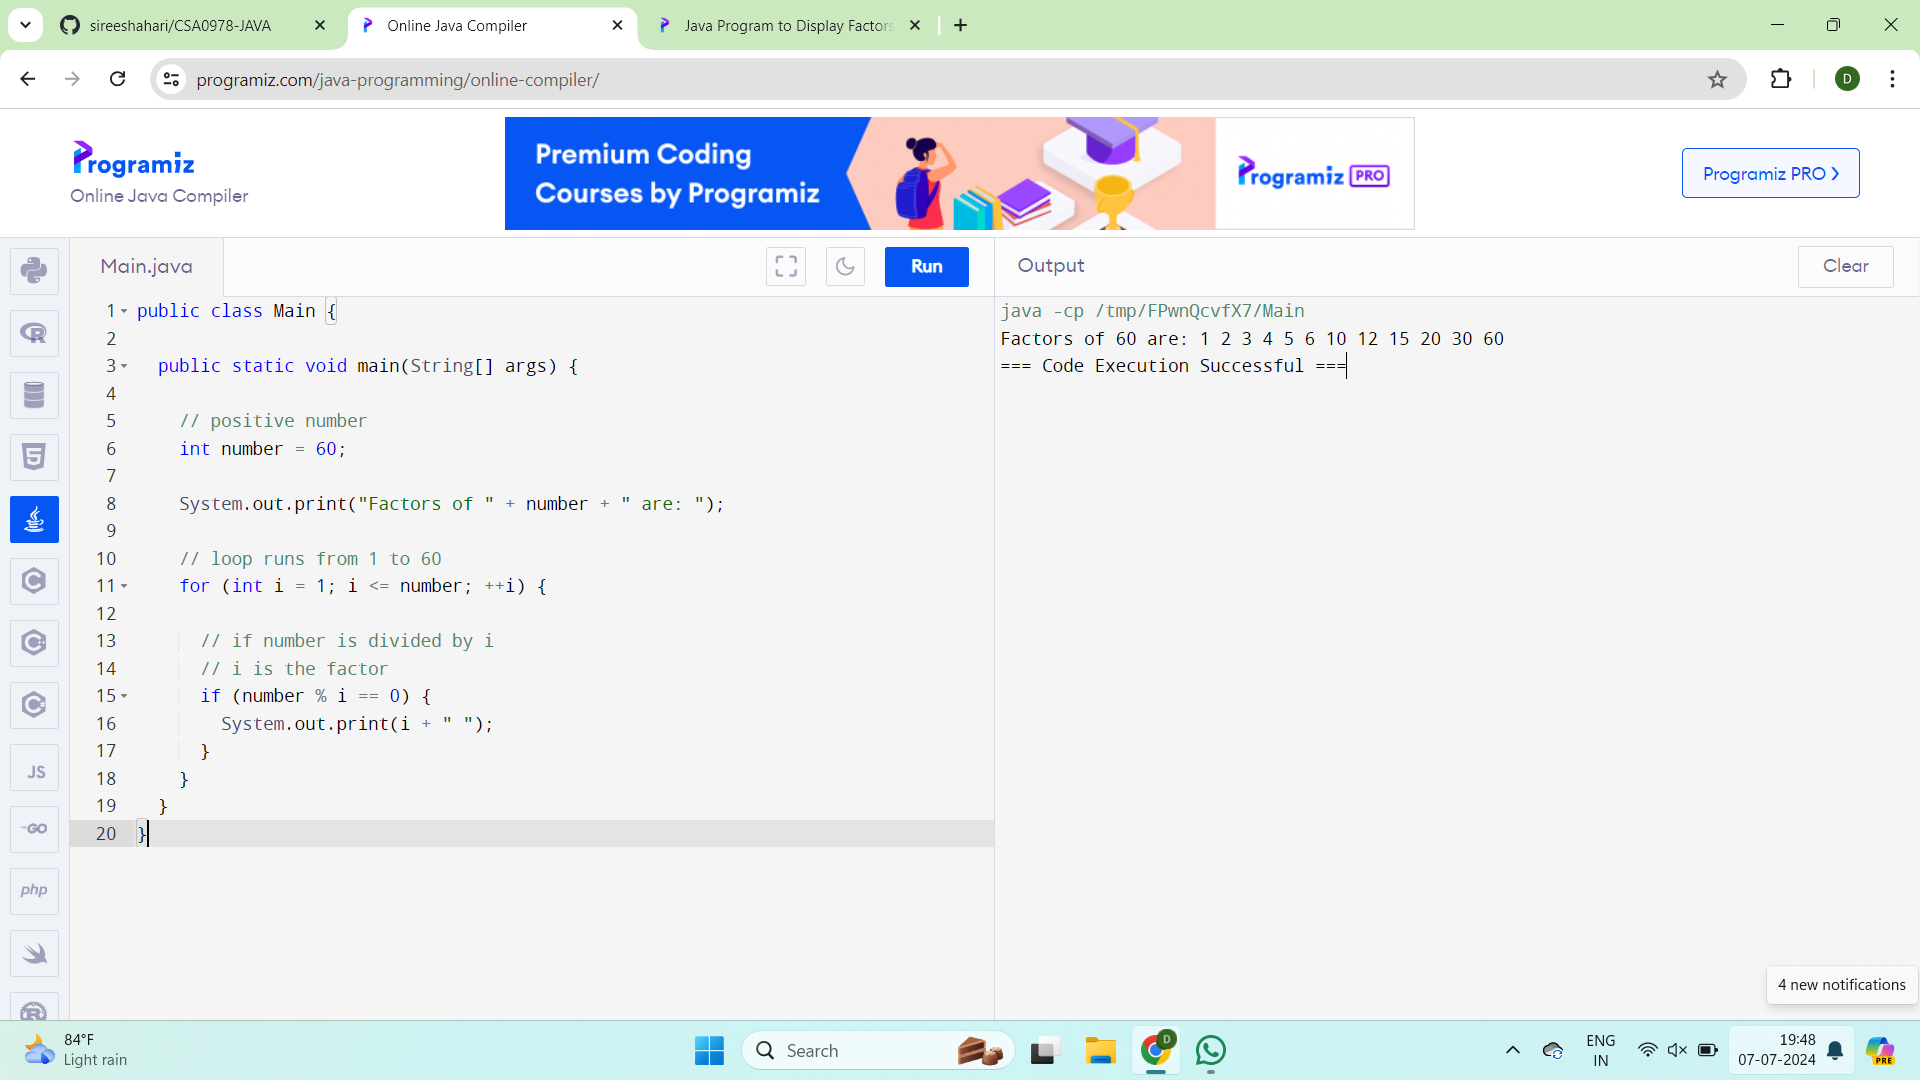 sireeshahari/CSA0978-JAVA
Online Java Compiler
Java Program to Display Factors
programiz.com/java-programming/online-compiler/
D
Programiz
Online Java Compiler
Premium Coding
Courses by Programiz
Programiz PRO
Programiz PRO ❯
Main.java
Run
Output
Clear
1 public class Main {
2
3 public static void main(String[] args) {
4
5 // positive number
6 int number = 60;
7
8 System.out.print("Factors of " + number + " are: ");
9
10 // loop runs from 1 to 60
11 for (int i = 1; i <= number; ++i) {
12
13 // if number is divided by i
14 // i is the factor
15 if (number % i == 0) {
16 System.out.print(i + " ");
17 }
18 }
19 }
20 }
java -cp /tmp/FPwnQcvfX7/Main
Factors of 60 are: 1 2 3 4 5 6 10 12 15 20 30 60
=== Code Execution Successful ===
JS
GO
php
4 new notifications
84°F
Light rain
Search
D
ENG
IN
19:48
07-07-2024
PRE